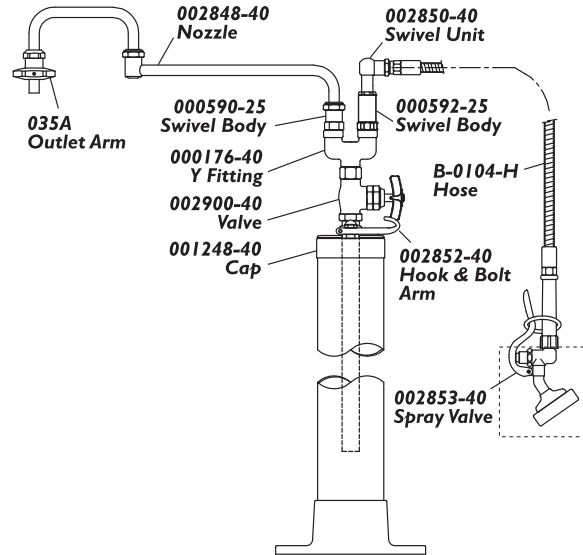 002848-40
Nozzle
002850-40
Swivel Unit
035A
Outlet Arm
000590-25
Swivel Body
000592-25
Swivel Body
000176-40
Y Fitting
B-0104-H
Hose
002900-40
Valve
001248-40
Cap
002852-40
Hook & Bolt
Arm
002853-40
Spray Valve